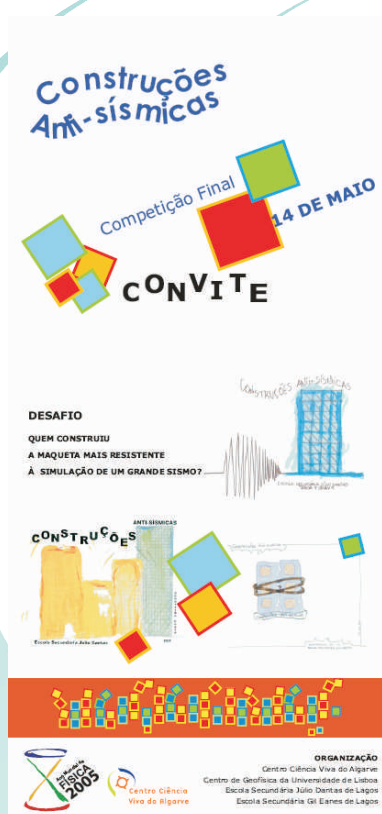 Construções
Anti-sísmicas
Competição Final
14 DE MAIO
CONVITE
DESAFIO
QUEM CONSTRUIU
A MAQUETA MAIS RESISTENTE
À SIMULAÇÃO DE UM GRANDE SISMO?
CONSTRUÇÕES ANTI-SÍSMICAS
ANTI-SÍSMICAS
CONSTRUÇÕES
Escola Secundária Júlio Dantas
Ano Mundial da
FÍSICA
2005
Centro Ciência
Viva do Algarve
ORGANIZAÇÃO
Centro Ciência Viva do Algarve
Centro de Geofísica da Universidade de Lisboa
Escola Secundária Júlio Dantas de Lagos
Escola Secundária Gil Eanes de Lagos